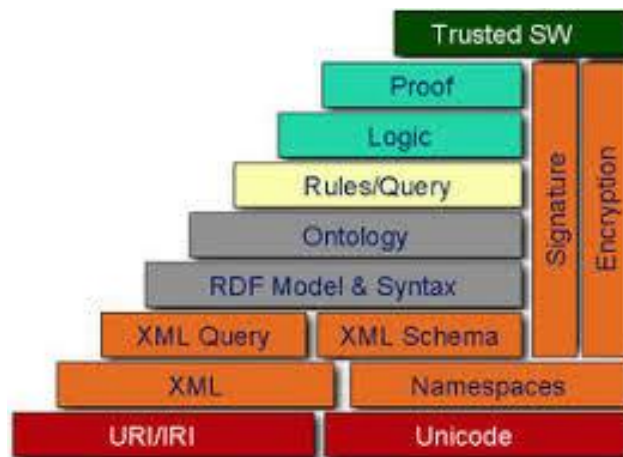 Trusted SW
Proof
Logic
Rules/Query
Ontology
RDF Model & Syntax
Signature
Encryption
XML Query
XML Schema
XML
Namespaces
URI/IRI
Unicode